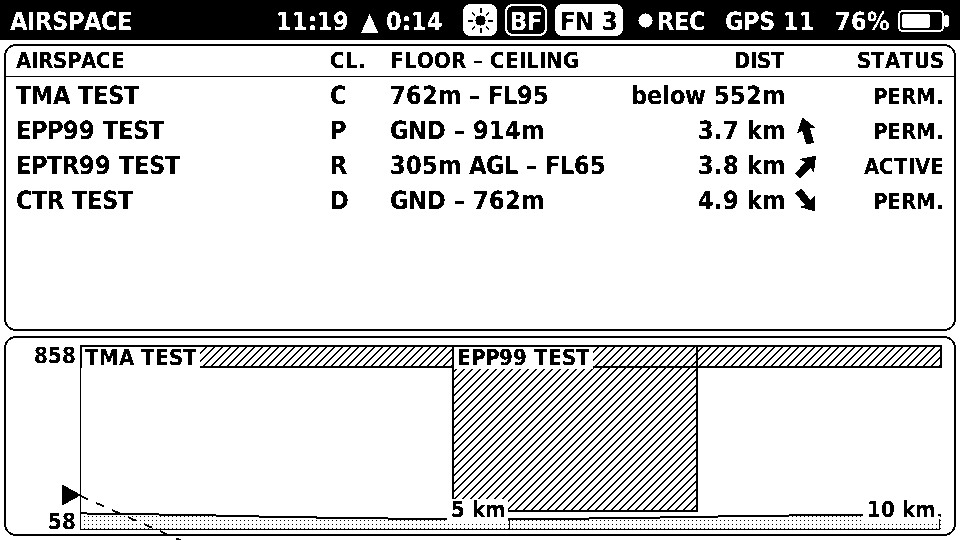 AIRSPACE 11:19 ▲ 0:14 BF FN 3 REC GPS 11 76%
AIRSPACE CL. FLOOR – CEILING DIST STATUS
TMA TEST C 762m – FL95 below 552m PERM.
EPP99 TEST P GND – 914m 3.7 km PERM.
EPTR99 TEST R 305m AGL – FL65 3.8 km ACTIVE
CTR TEST D GND – 762m 4.9 km PERM.
858 TMA TEST EPP99 TEST
5 km 10 km
58